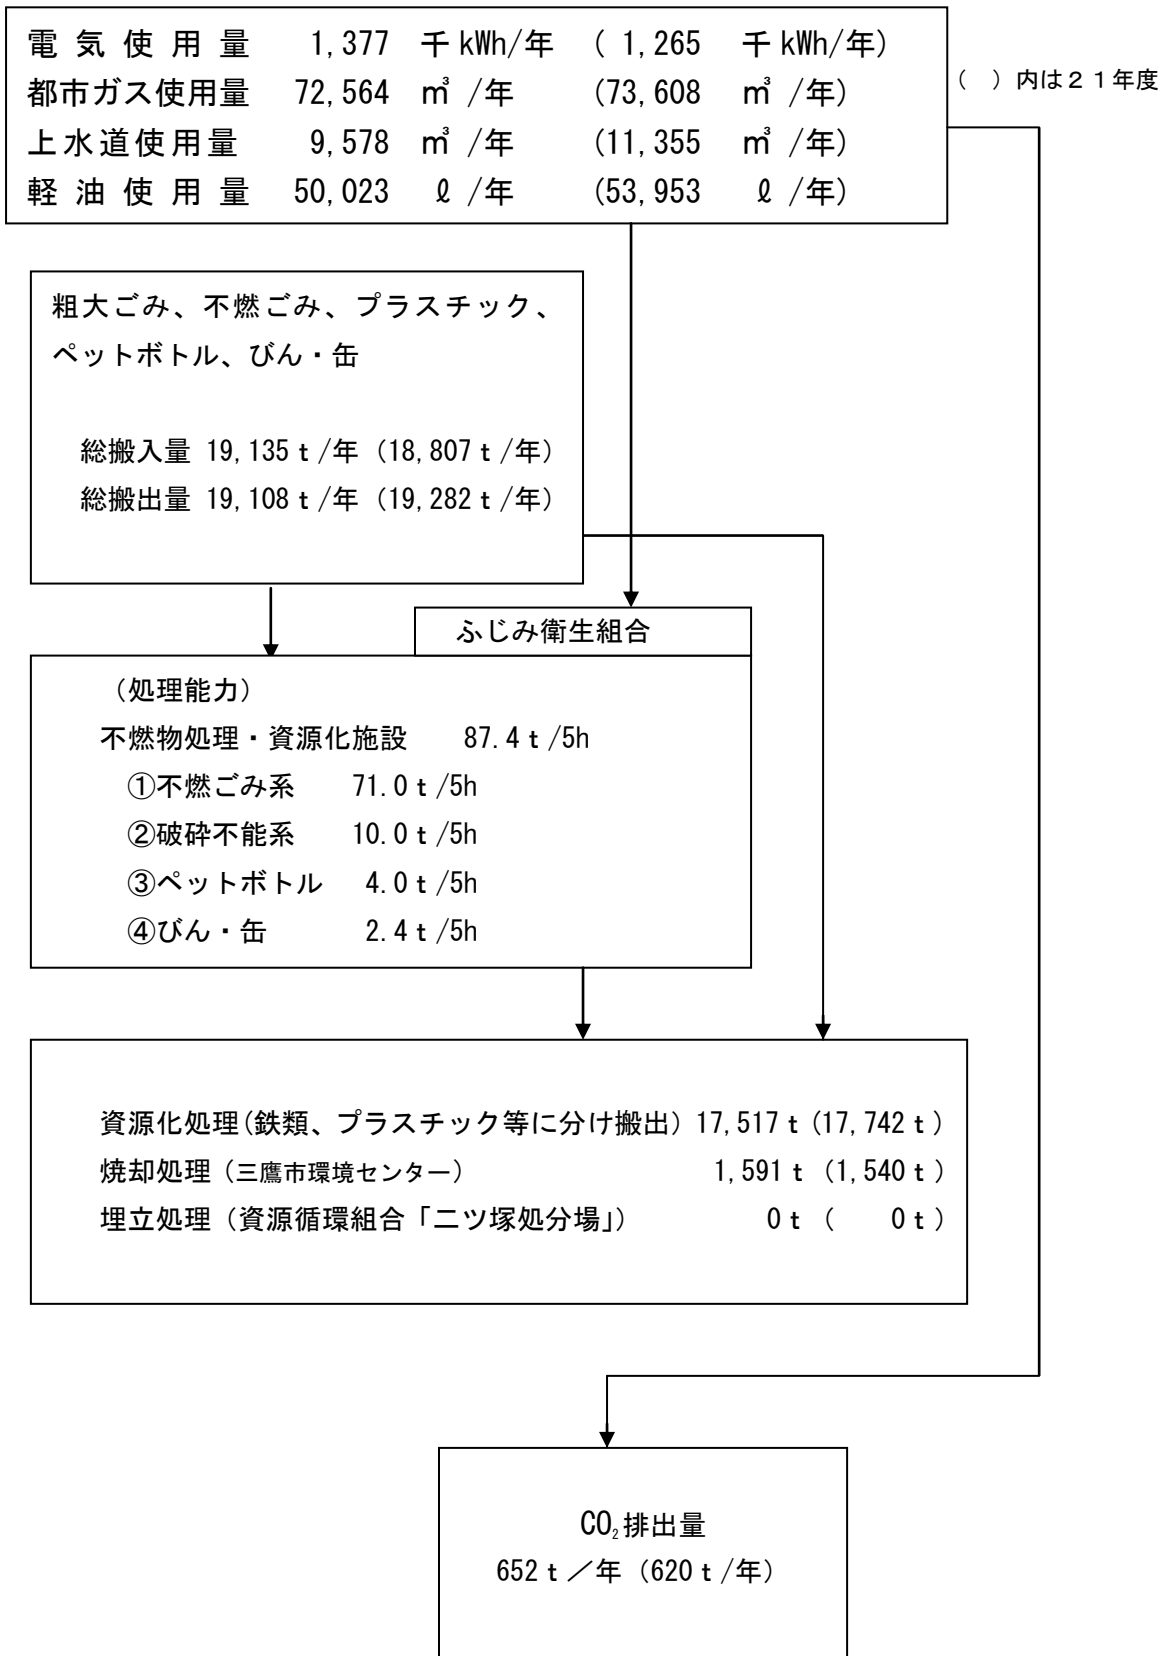 電気使用量 1,377 千kWh/年 ( 1,265 千kWh/年)
都市ガス使用量 72,564 ㎥ /年 (73,608 ㎥ /年)
( )内は21年度
上水道使用量 9,578 ㎥ /年 (11,355 ㎥ /年)
軽油使用量 50,023 ℓ /年 (53,953 ℓ /年)
粗大ごみ、不燃ごみ、プラスチック、
ペットボトル、びん・缶
総搬入量 19,135t/年 (18,807t/年)
総搬出量 19,108t/年 (19,282t/年)
ふじみ衛生組合
(処理能力)
不燃物処理・資源化施設 87.4t/5h
①不燃ごみ系 71.0t/5h
②破砕不能系 10.0t/5h
③ペットボトル 4.0t/5h
④びん・缶 2.4t/5h
資源化処理(鉄類、プラスチック等に分け搬出) 17,517t(17,742t)
焼却処理(三鷹市環境センター) 1,591t (1,540t)
埋立処理(資源循環組合「二ツ塚処分場」) 0t ( 0t)
CO₂排出量
652t/年 (620t/年)